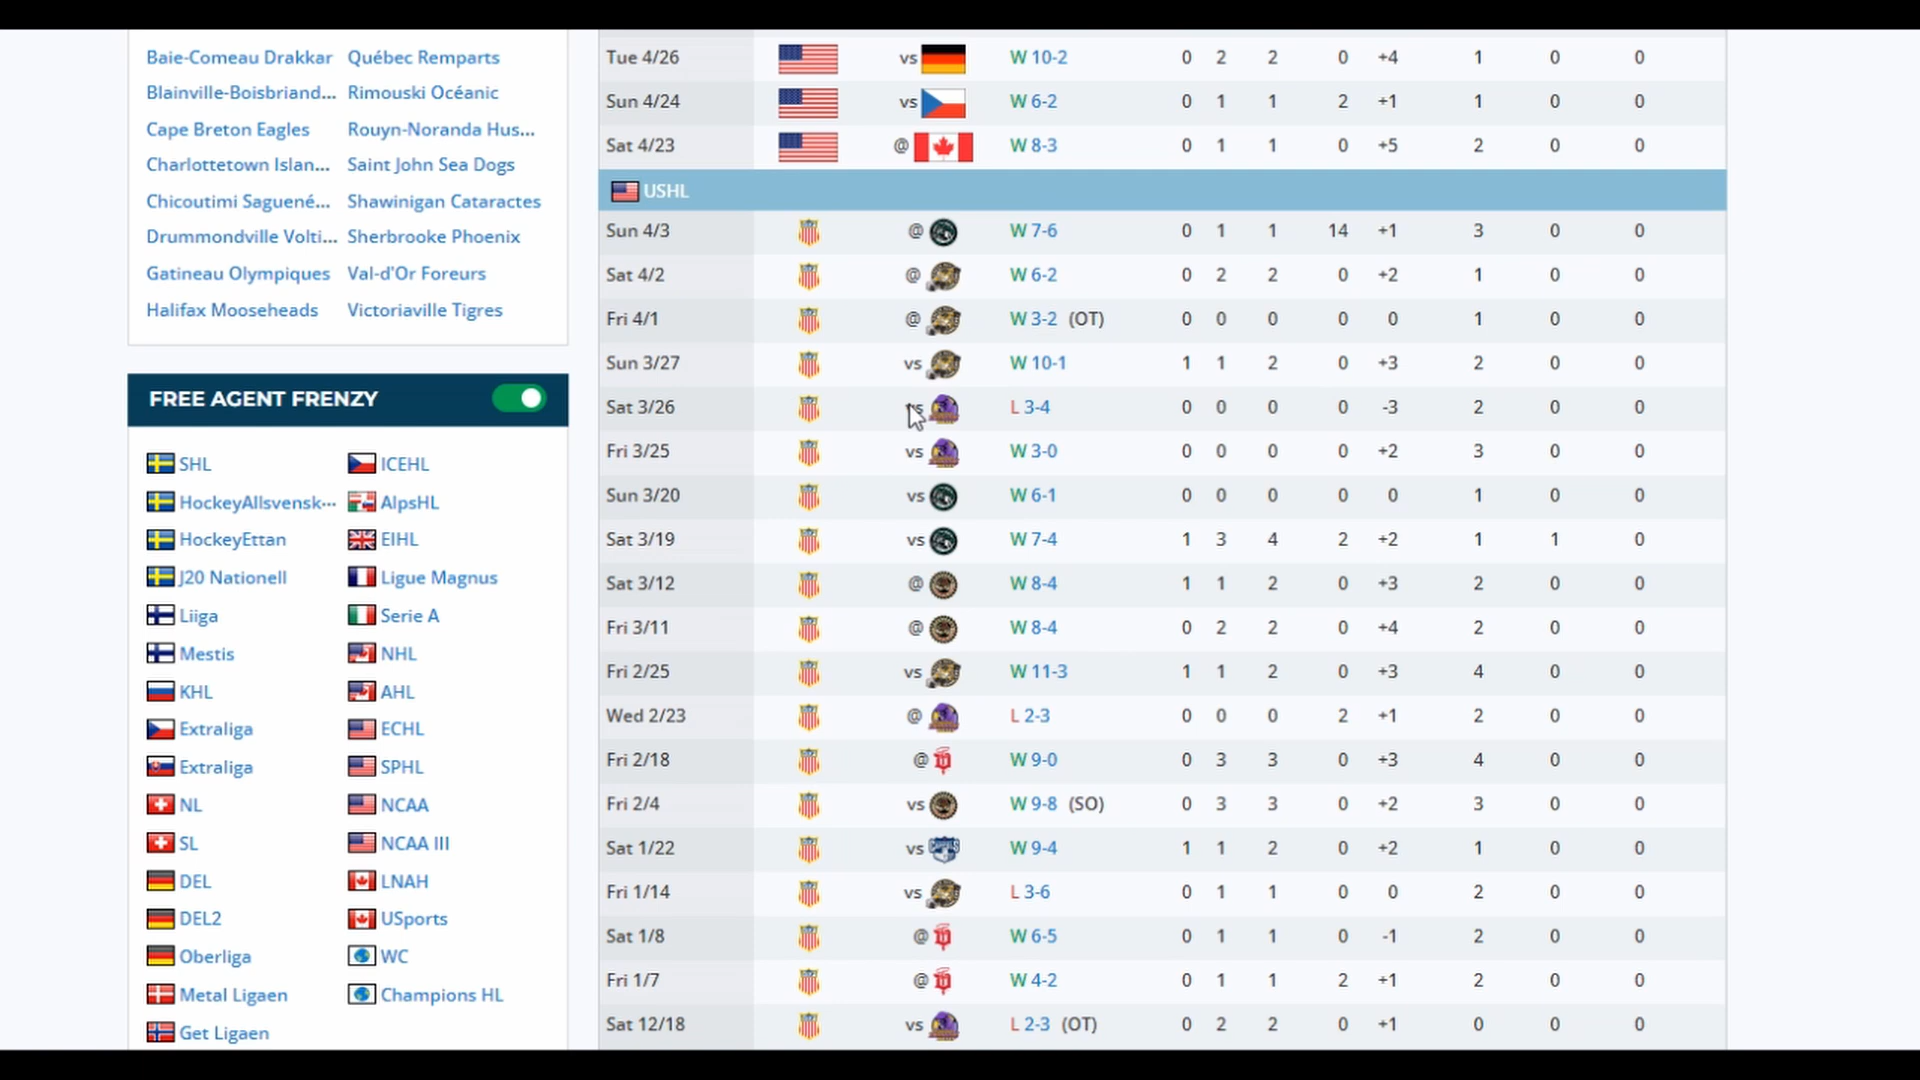 Baie-Comeau Drakkar Québec Remparts
Blainville-Boisbriand... Rimouski Océanic
Cape Breton Eagles Rouyn-Noranda Hus...
Charlottetown Islan... Saint John Sea Dogs
Chicoutimi Saguené... Shawinigan Cataractes
Drummondville Volti... Sherbrooke Phoenix
Gatineau Olympiques Val-d'Or Foreurs
Halifax Mooseheads Victoriaville Tigres
FREE AGENT FRENZY
SHL ICEHL
HockeyAllsvensk... AlpsHL
HockeyEttan EIHL
J20 Nationell Ligue Magnus
Liiga Serie A
Mestis NHL
KHL AHL
Extraliga ECHL
Extraliga SPHL
NL NCAA
SL NCAA III
DEL LNAH
DEL2 USports
Oberliga WC
Metal Ligaen Champions HL
Get Ligaen
Tue 4/26 vs W 10-2 0 2 2 0 +4 1 0 0
Sun 4/24 vs W 6-2 0 1 1 2 +1 1 0 0
Sat 4/23 @ W 8-3 0 1 1 0 +5 2 0 0
USHL
Sun 4/3 @ W 7-6 0 1 1 14 +1 3 0 0
Sat 4/2 @ W 6-2 0 2 2 0 +2 1 0 0
Fri 4/1 @ W 3-2 (OT) 0 0 0 0 0 1 0 0
Sun 3/27 vs W 10-1 1 1 2 0 +3 2 0 0
Sat 3/26 vs L 3-4 0 0 0 0 -3 2 0 0
Fri 3/25 vs W 3-0 0 0 0 0 +2 3 0 0
Sun 3/20 vs W 6-1 0 0 0 0 0 1 0 0
Sat 3/19 vs W 7-4 1 3 4 2 +2 1 1 0
Sat 3/12 @ W 8-4 1 1 2 0 +3 2 0 0
Fri 3/11 @ W 8-4 0 2 2 0 +4 2 0 0
Fri 2/25 vs W 11-3 1 1 2 0 +3 4 0 0
Wed 2/23 @ L 2-3 0 0 0 2 +1 2 0 0
Fri 2/18 @ W 9-0 0 3 3 0 +3 4 0 0
Fri 2/4 vs W 9-8 (SO) 0 3 3 0 +2 3 0 0
Sat 1/22 vs W 9-4 1 1 2 0 +2 1 0 0
Fri 1/14 vs L 3-6 0 1 1 0 0 2 0 0
Sat 1/8 @ W 6-5 0 1 1 0 -1 2 0 0
Fri 1/7 @ W 4-2 0 1 1 2 +1 2 0 0
Sat 12/18 vs L 2-3 (OT) 0 2 2 0 +1 0 0 0